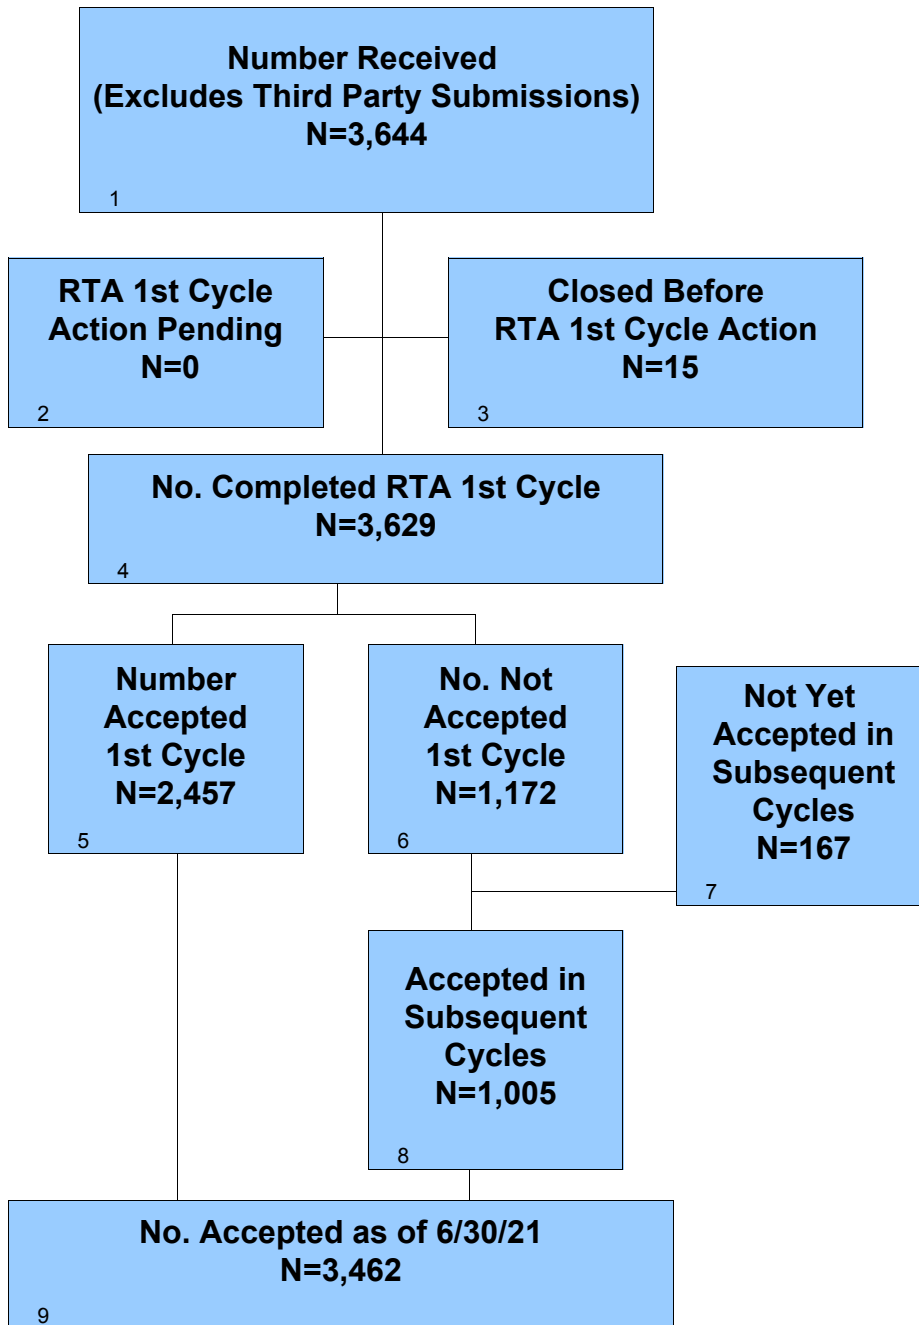 Number Received
(Excludes Third Party Submissions)
N=3,644
1
RTA 1st Cycle
Action Pending
N=0
2
Closed Before
RTA 1st Cycle Action
N=15
3
No. Completed RTA 1st Cycle
N=3,629
4
Number
Accepted
1st Cycle
N=2,457
5
No. Not
Accepted
1st Cycle
N=1,172
6
Not Yet
Accepted in
Subsequent
Cycles
N=167
7
Accepted in
Subsequent
Cycles
N=1,005
8
No. Accepted as of 6/30/21
N=3,462
9